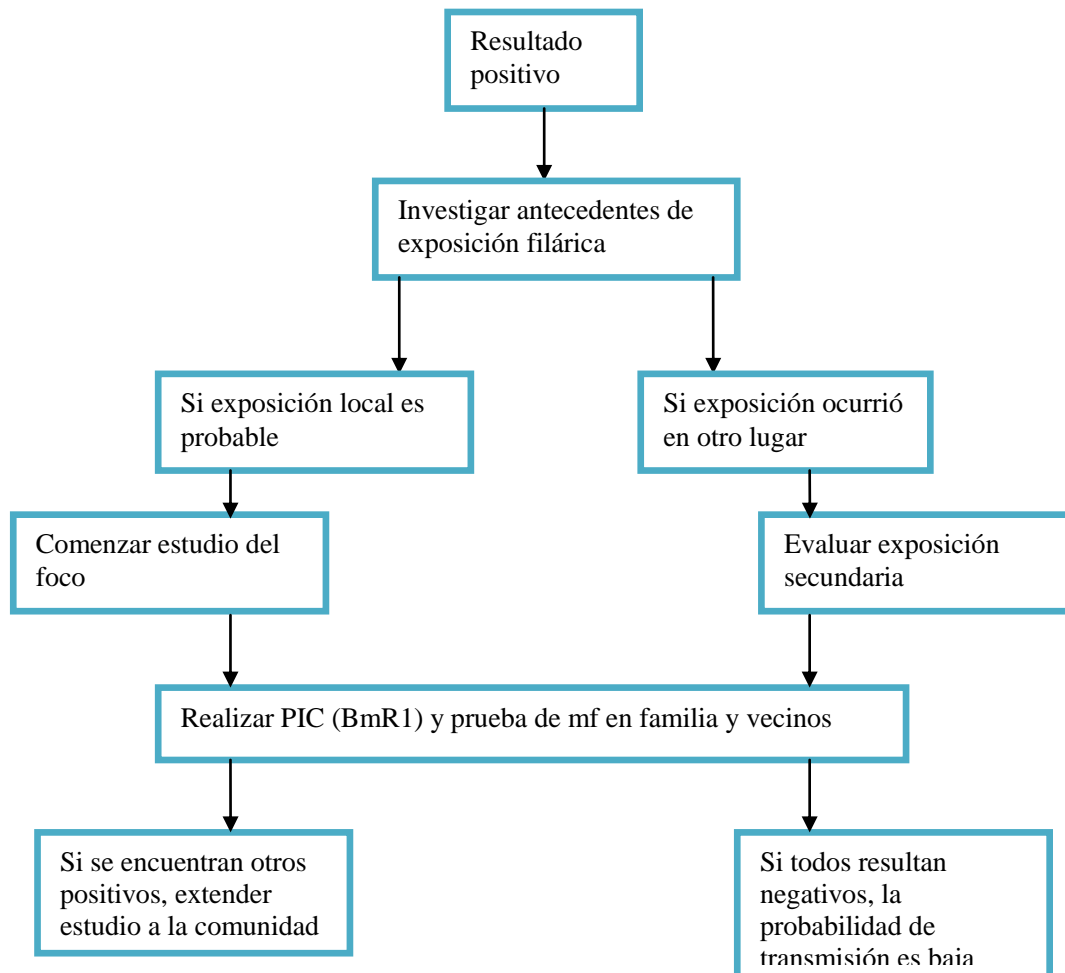 Resultado
positivo
Investigar antecedentes de
exposición filárica
Si exposición local es
probable
Si exposición ocurrió
en otro lugar
Comenzar estudio del
foco
Evaluar exposición
secundaria
Realizar PIC (BmR1) y prueba de mf en familia y vecinos
Si se encuentran otros
positivos, extender
estudio a la comunidad
Si todos resultan
negativos, la
probabilidad de
transmisión es baja